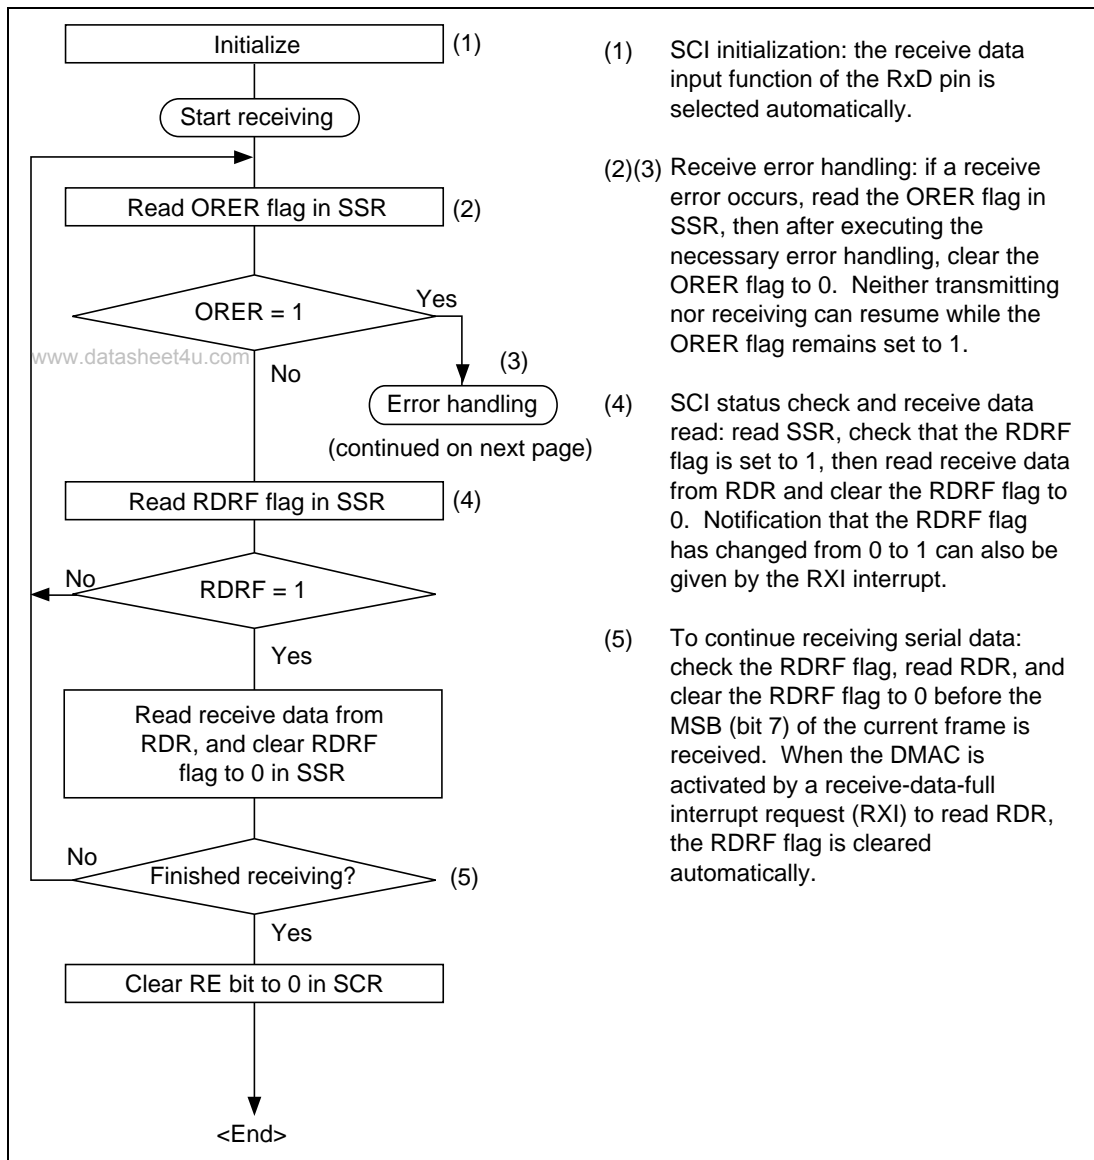 Initialize
(1)
Start receiving
Read ORER flag in SSR
(2)
ORER = 1
Yes
www.datasheet4u.com
No
(3)
Error handling
(continued on next page)
Read RDRF flag in SSR
(4)
No
RDRF = 1
Yes
Read receive data from
RDR, and clear RDRF
flag to 0 in SSR
No
Finished receiving?
(5)
Yes
Clear RE bit to 0 in SCR
<End>
(1) SCI initialization: the receive data
input function of the RxD pin is
selected automatically.
(2)(3) Receive error handling: if a receive
error occurs, read the ORER flag in
SSR, then after executing the
necessary error handling, clear the
ORER flag to 0. Neither transmitting
nor receiving can resume while the
ORER flag remains set to 1.
(4) SCI status check and receive data
read: read SSR, check that the RDRF
flag is set to 1, then read receive data
from RDR and clear the RDRF flag to
0. Notification that the RDRF flag
has changed from 0 to 1 can also be
given by the RXI interrupt.
(5) To continue receiving serial data:
check the RDRF flag, read RDR, and
clear the RDRF flag to 0 before the
MSB (bit 7) of the current frame is
received. When the DMAC is
activated by a receive-data-full
interrupt request (RXI) to read RDR,
the RDRF flag is cleared
automatically.